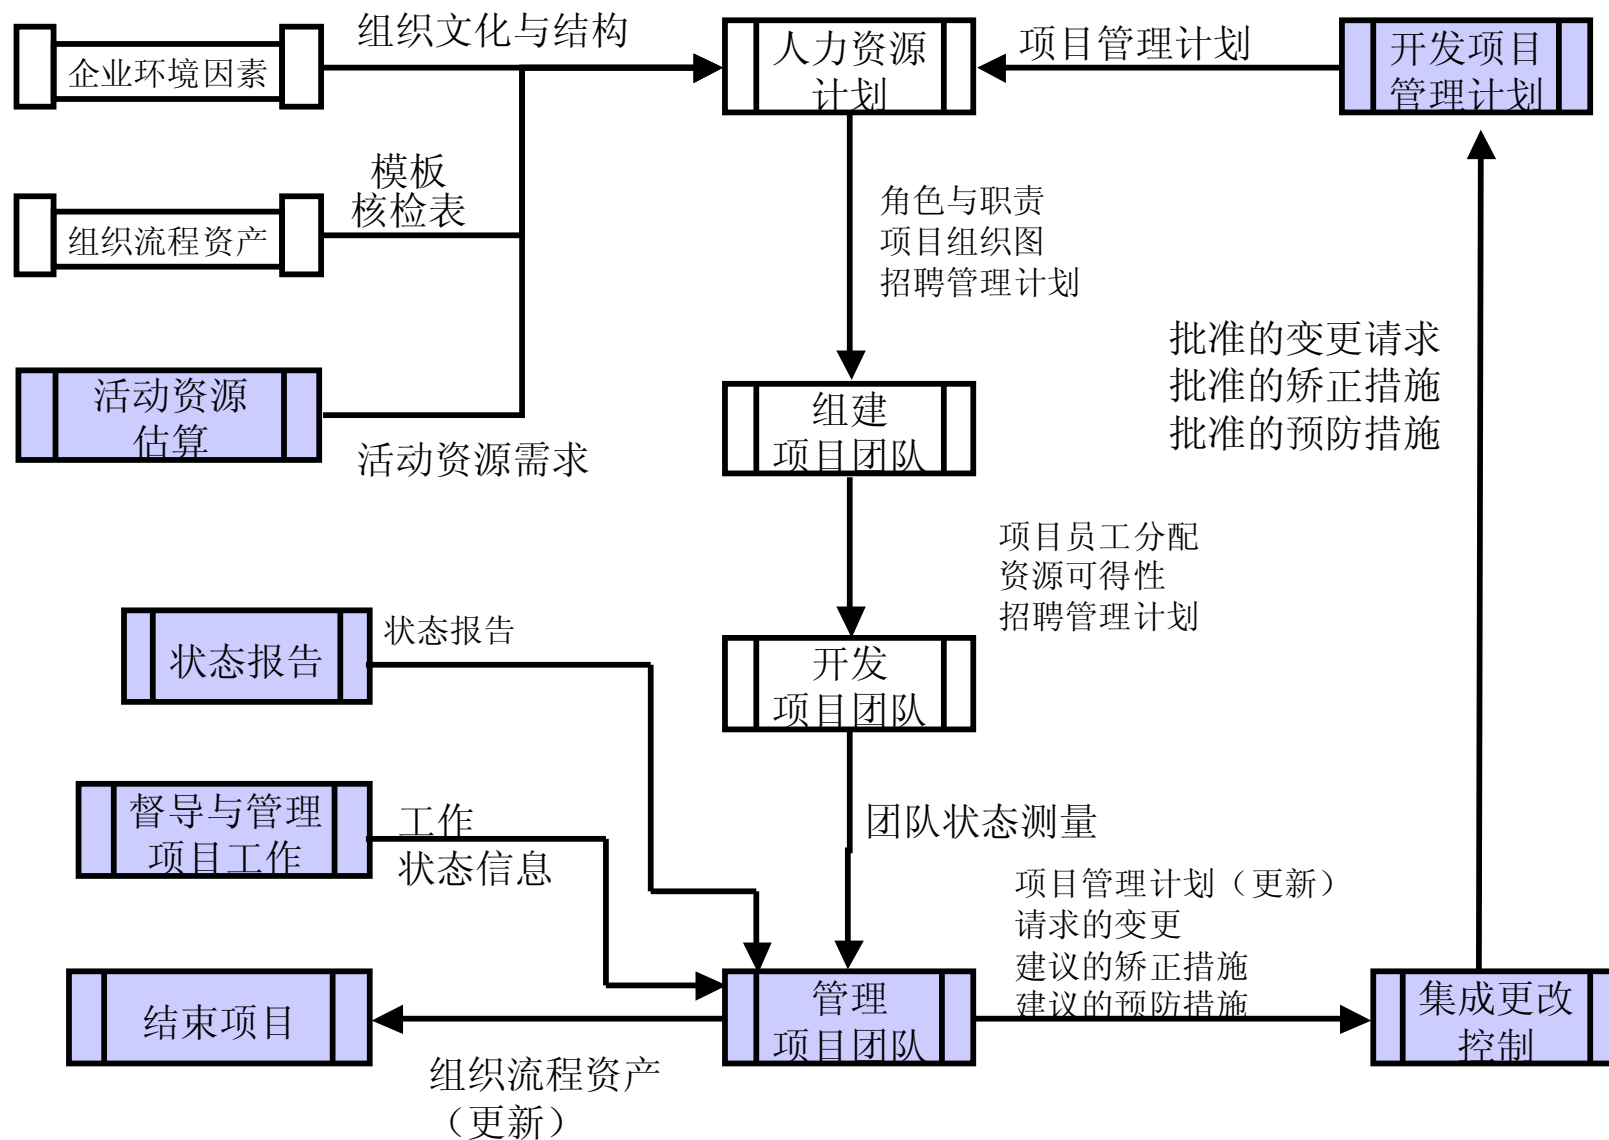 组织文化与结构
企业环境因素
人力资源
计划
项目管理计划
开发项目
管理计划
模板
核检表
组织流程资产
角色与职责
项目组织图
招聘管理计划
活动资源
估算
活动资源需求
组建
项目团队
批准的变更请求
批准的矫正措施
批准的预防措施
项目员工分配
资源可得性
招聘管理计划
状态报告
状态报告
开发
项目团队
督导与管理
项目工作
工作
状态信息
团队状态测量
项目管理计划（更新）
请求的变更
建议的矫正措施
建议的预防措施
结束项目
管理
项目团队
集成更改
控制
组织流程资产
（更新）